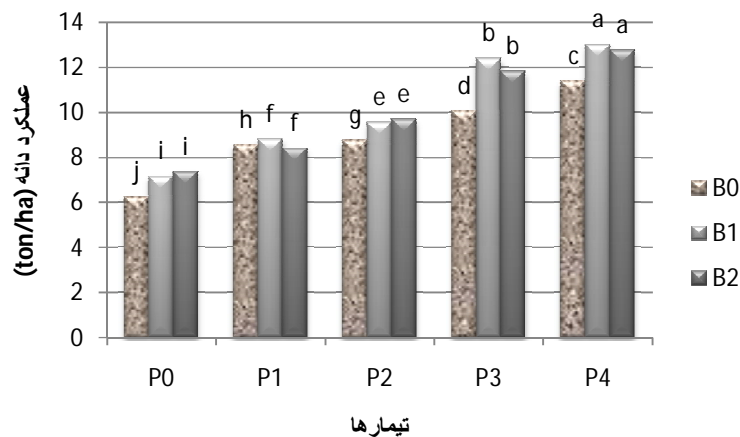 عملکرد دانه (ton/ha)
14
12
10
8
6
4
2
0
j i i
h f f
g e e
d b b
c a a
P0 P1 P2 P3 P4
تیمارها
B0
B1
B2